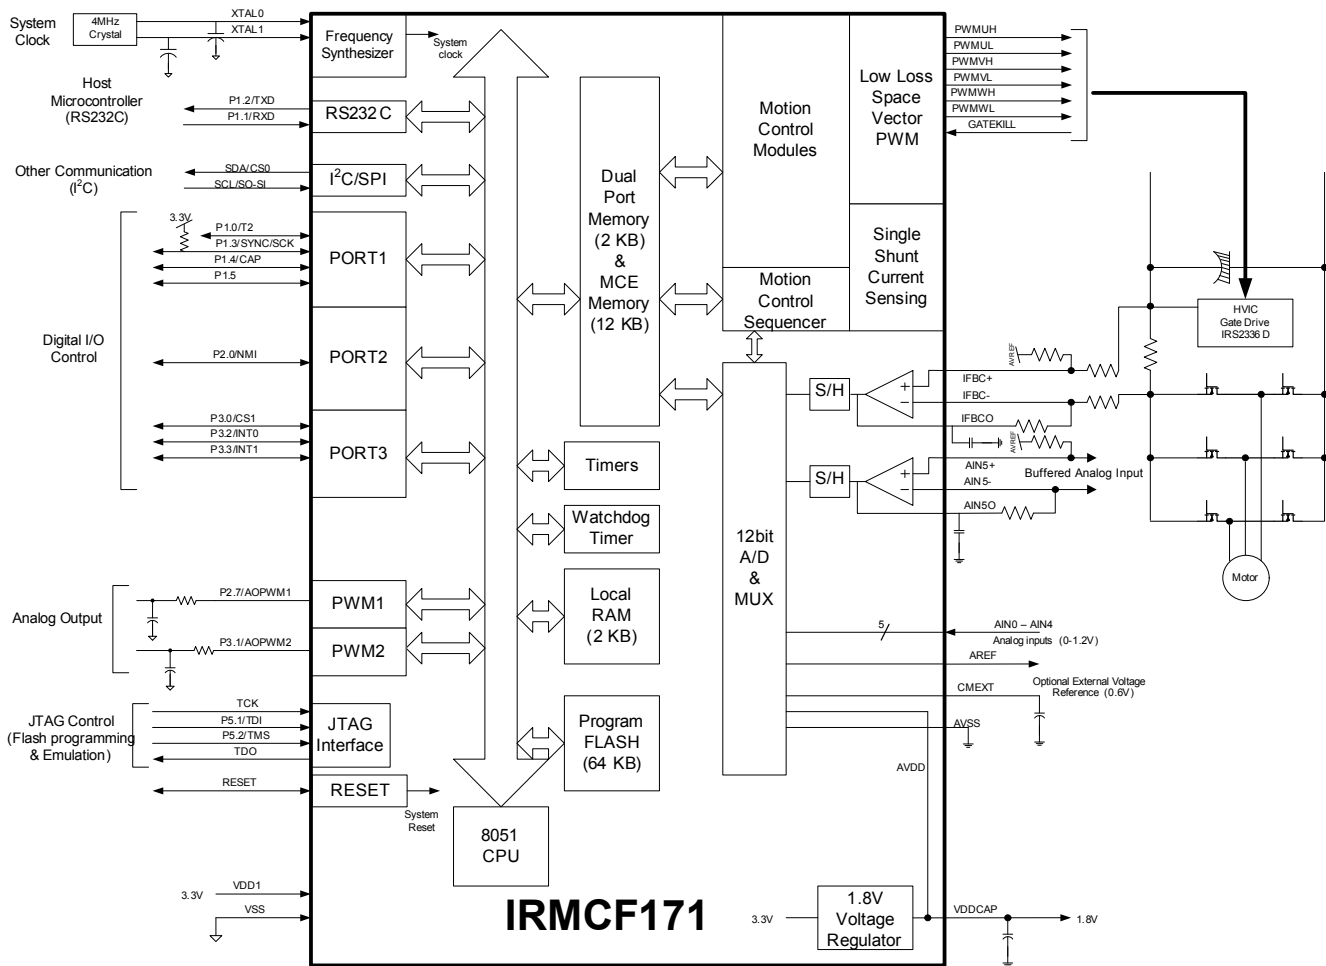 System
Clock
4MHz
Crystal
XTAL0
XTAL1
Frequency
Synthesizer
System
clock
Host
Microcontroller
(RS232C)
P1.2/TXD
P1.1/RXD
RS232C
Other Communication
(I²C)
SDA/CS0
SCL/SO-SI
I²C/SPI
Digital I/O
Control
3.3V
P1.0/T2
P1.3/SYNC/SCK
P1.4/CAP
P1.5
PORT1
P2.0/NMI
PORT2
P3.0/CS1
P3.2/INT0
P3.3/INT1
PORT3
Analog Output
P2.7/AOPWM1
PWM1
P3.1/AOPWM2
PWM2
JTAG Control
(Flash programming
& Emulation)
TCK
P5.1/TDI
P5.2/TMS
TDO
JTAG
Interface
RESET
RESET
System
Reset
3.3V
VDD1
VSS
8051
CPU
Dual
Port
Memory
(2 KB)
&
MCE
Memory
(12 KB)
Timers
Watchdog
Timer
Local
RAM
(2 KB)
Program
FLASH
(64 KB)
Motion
Control
Modules
Motion
Control
Sequencer
Low Loss
Space
Vector
PWM
Single
Shunt
Current
Sensing
12bit
A/D
&
MUX
S/H
S/H
+
−
+
−
PWMUH
PWMUL
PWMVH
PWMVL
PWMWH
PWMWL
GATEKILL
HVIC
Gate Drive
IRS2336D
AVREF
IFBC+
IFBC-
IFBCO
AVREF
AIN5+
Buffered Analog Input
AIN5-
AIN5O
Motor
5
AIN0 – AIN4
Analog inputs (0-1.2V)
AREF
Optional External Voltage
Reference (0.6V)
CMEXT
AVSS
AVDD
IRMCF171
3.3V
1.8V
Voltage
Regulator
VDDCAP
1.8V